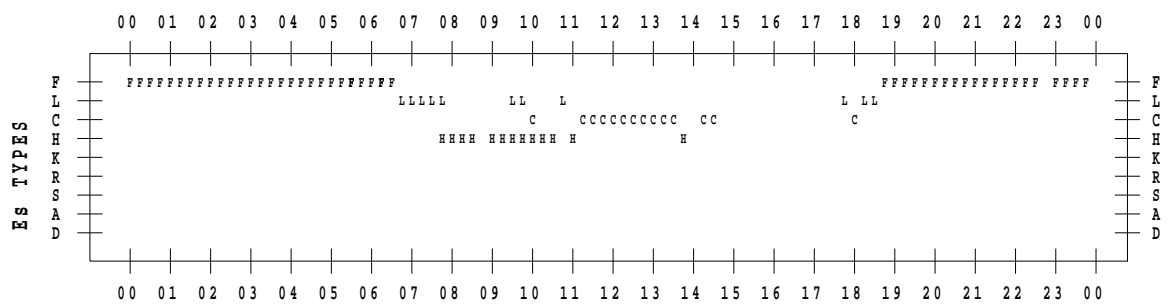 00 01 02 03 04 05 06 07 08 09 10 11 12 13 14 15 16 17 18 19 20 21 22 23 00
F FFFFFFFFFFFFFFFFFFFFFFFFFFF FFFFFFFFFFFFFFFF FFFF F
L LLLLL LL L L LL L
C C CCCCCCCCCC CC C C
H HHHH HHHHHHH H H H
K K
R R
S S
A A
D D
Es TYPES
00 01 02 03 04 05 06 07 08 09 10 11 12 13 14 15 16 17 18 19 20 21 22 23 00